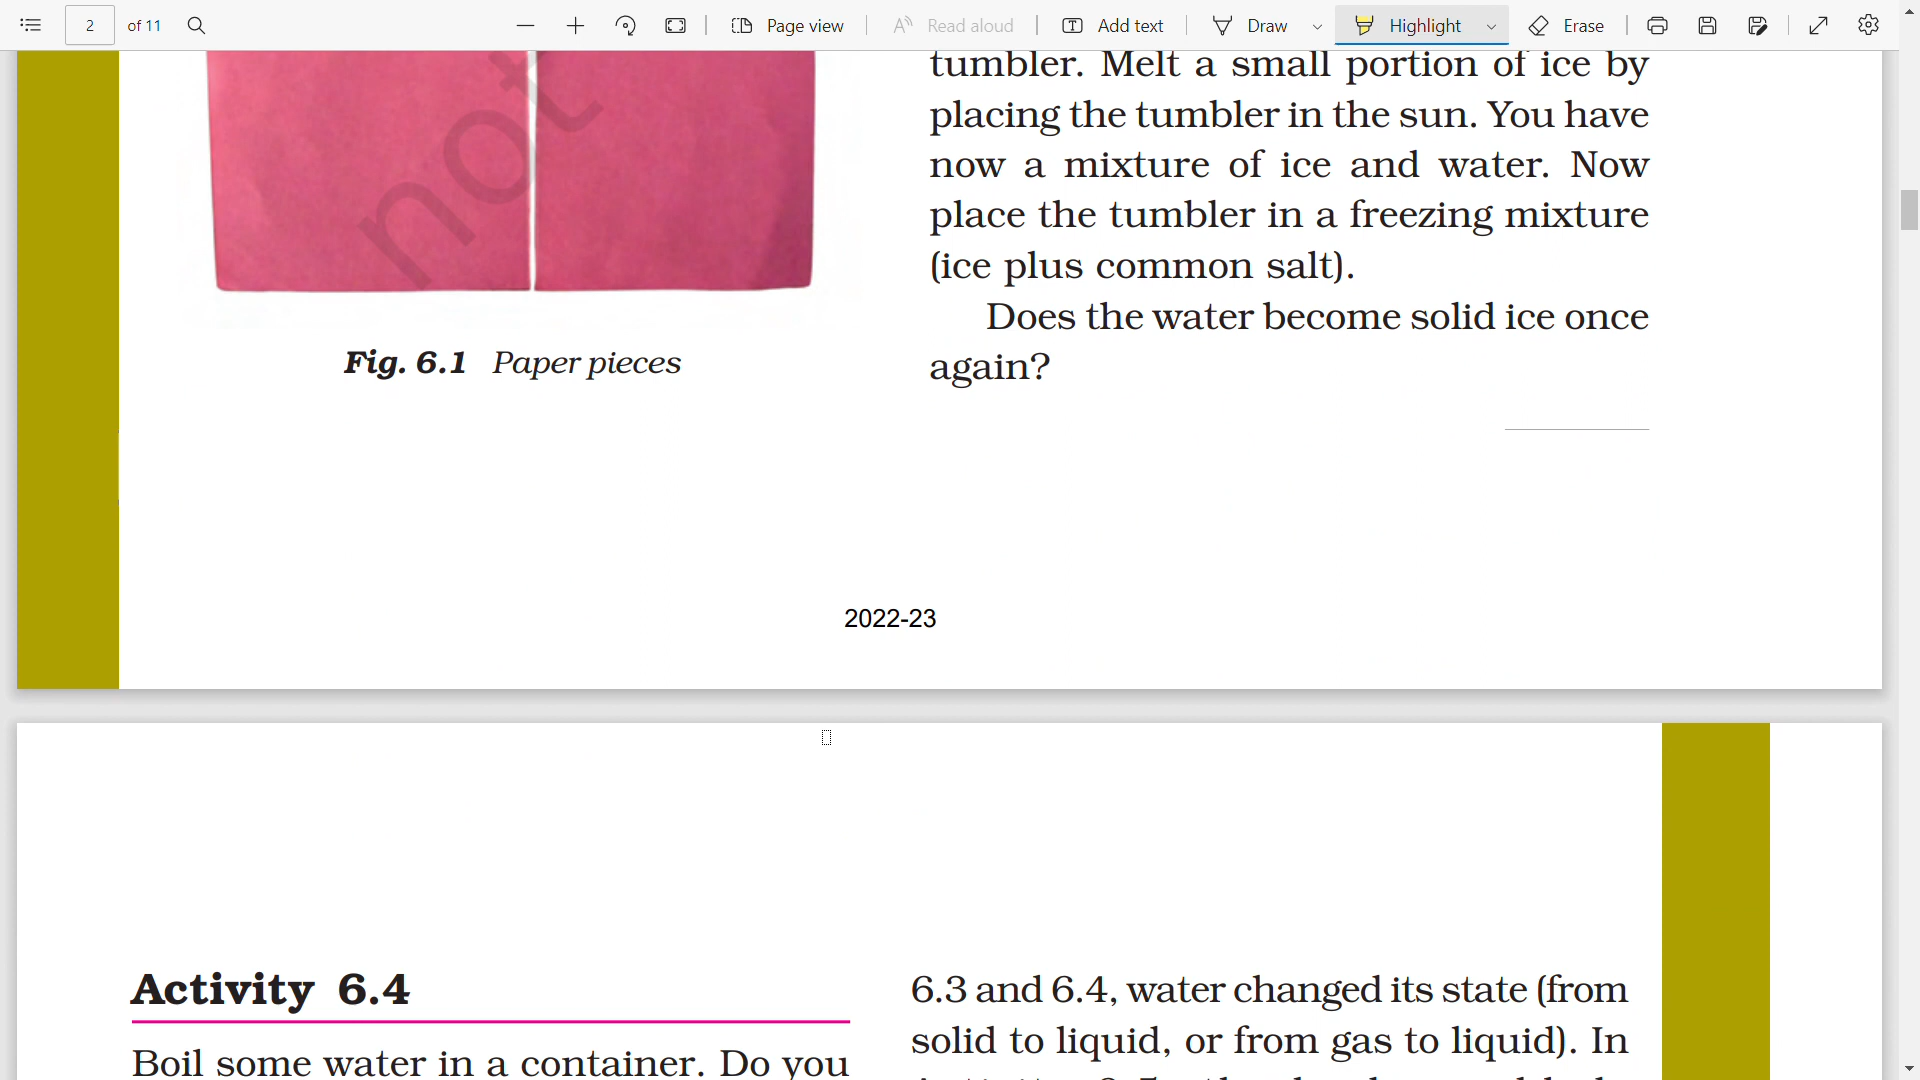 2
of 11
Page view
Read aloud
Add text
Draw
Highlight
Erase
not
tumbler. Melt a small portion of ice by
placing the tumbler in the sun. You have
now a mixture of ice and water. Now
place the tumbler in a freezing mixture
(ice plus common salt).
Does the water become solid ice once
again?
Fig. 6.1 Paper pieces
2022-23
Activity 6.4
Boil some water in a container. Do you
6.3 and 6.4, water changed its state (from
solid to liquid, or from gas to liquid). In